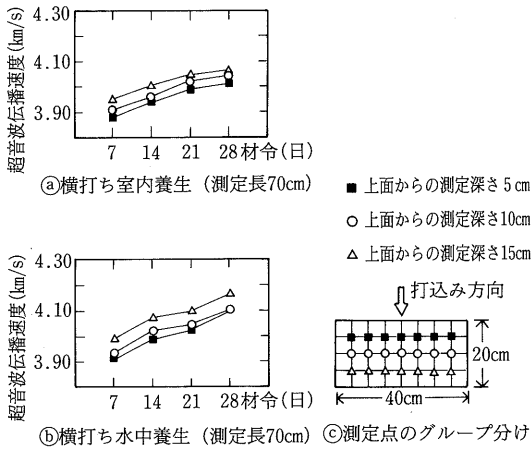 超音波伝播速度(km/s)
4.30
4.10
3.90
7 14 21 28 材令(日)
ⓐ横打ち室内養生(測定長70cm)
■ 上面からの測定深さ5cm
○ 上面からの測定深さ10cm
△ 上面からの測定深さ15cm
超音波伝播速度(km/s)
4.30
4.10
3.90
7 14 21 28 材令(日)
ⓑ横打ち水中養生(測定長70cm)
打込み方向
20cm
40cm
ⓒ測定点のグループ分け